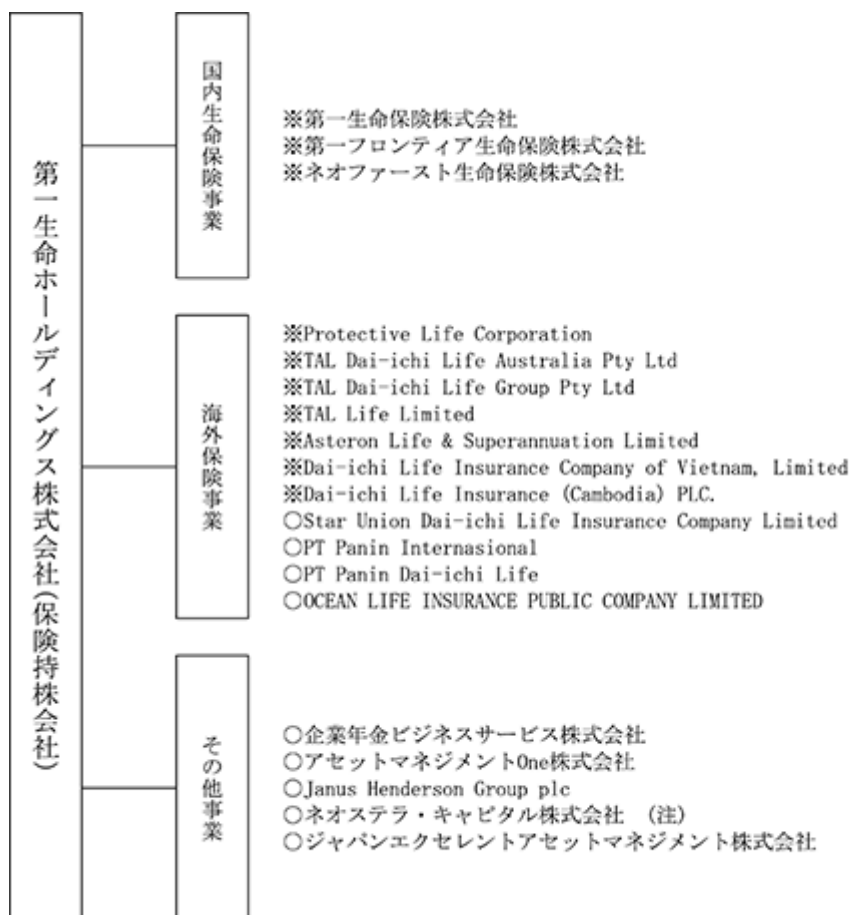 第一生命ホールディングス株式会社(保険持株会社)
国内生命保険事業
※第一生命保険株式会社
※第一フロンティア生命保険株式会社
※ネオファースト生命保険株式会社
海外保険事業
※Protective Life Corporation
※TAL Dai-ichi Life Australia Pty Ltd
※TAL Dai-ichi Life Group Pty Ltd
※TAL Life Limited
※Asteron Life & Superannuation Limited
※Dai-ichi Life Insurance Company of Vietnam, Limited
※Dai-ichi Life Insurance (Cambodia) PLC.
○Star Union Dai-ichi Life Insurance Company Limited
○PT Panin Internasional
○PT Panin Dai-ichi Life
○OCEAN LIFE INSURANCE PUBLIC COMPANY LIMITED
その他事業
○企業年金ビジネスサービス株式会社
○アセットマネジメントOne株式会社
○Janus Henderson Group plc
○ネオステラ・キャピタル株式会社 (注)
○ジャパンエクセレントアセットマネジメント株式会社